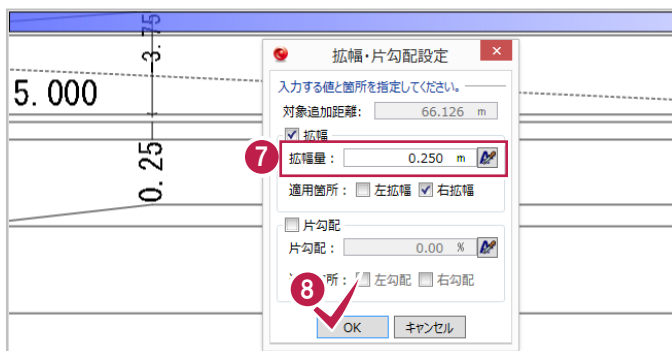 3.75
5.000
0.25
拡幅・片勾配設定
入力する値と箇所を指定してください。
対象追加距離: 66.126 m
拡幅
7
拡幅量: 0.250 m
適用箇所: 左拡幅 右拡幅
片勾配
片勾配: 0.00 %
8
所: 左勾配 右勾配
OK キャンセル